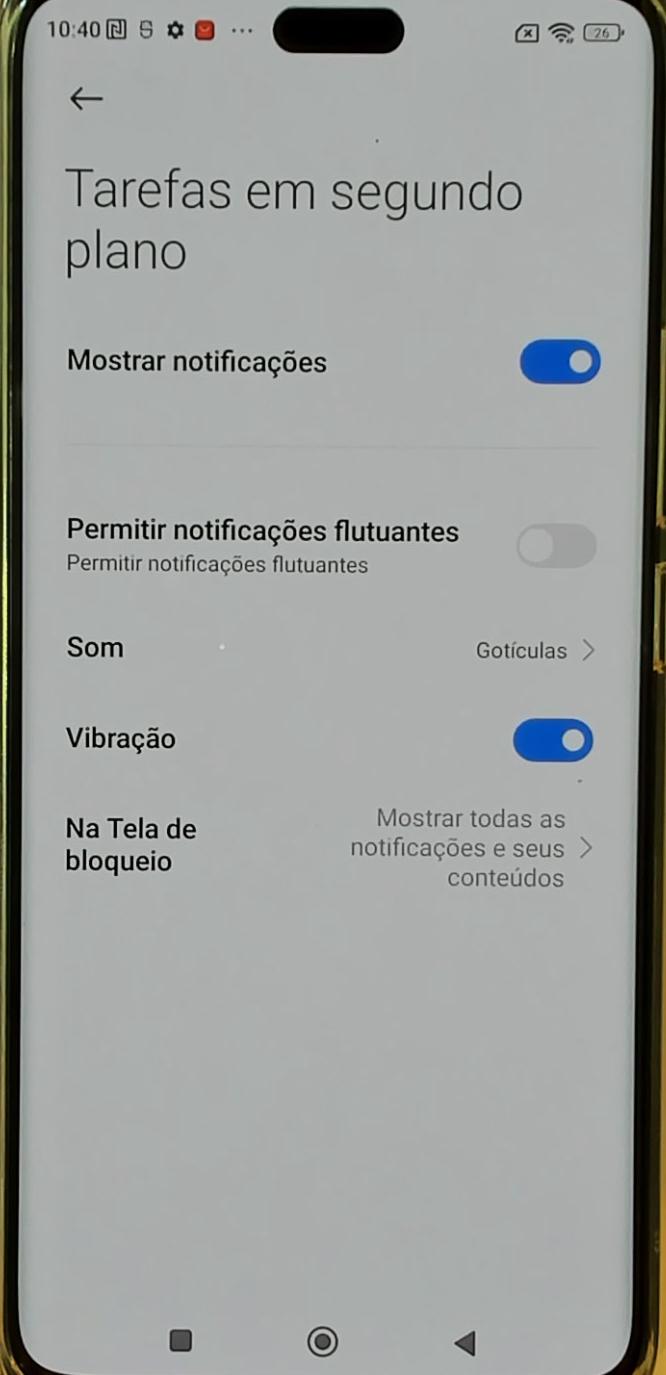 10:40
26
Tarefas em segundo
plano
Mostrar notificações
Permitir notificações flutuantes
Permitir notificações flutuantes
Som
Gotículas
Vibração
Na Tela de
bloqueio
Mostrar todas as
notificações e seus
conteúdos